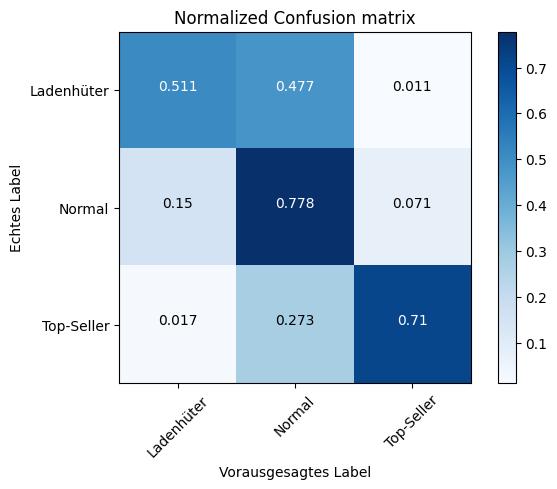 Normalized Confusion matrix
Echtes Label
Ladenhüter
0.511
0.477
0.011
Normal
0.15
0.778
0.071
Top-Seller
0.017
0.273
0.71
Ladenhüter
Normal
Top-Seller
Vorausgesagtes Label
0.7
0.6
0.5
0.4
0.3
0.2
0.1